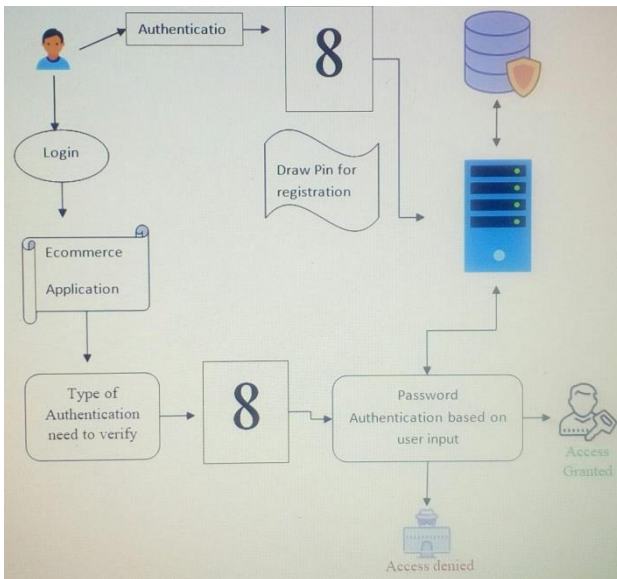 Authenticatio
8
Draw Pin for
registration
Login
Ecommerce
Application
Type of
Authentication
need to verify
8
Password
Authentication based on
user input
Access
Granted
Access denied